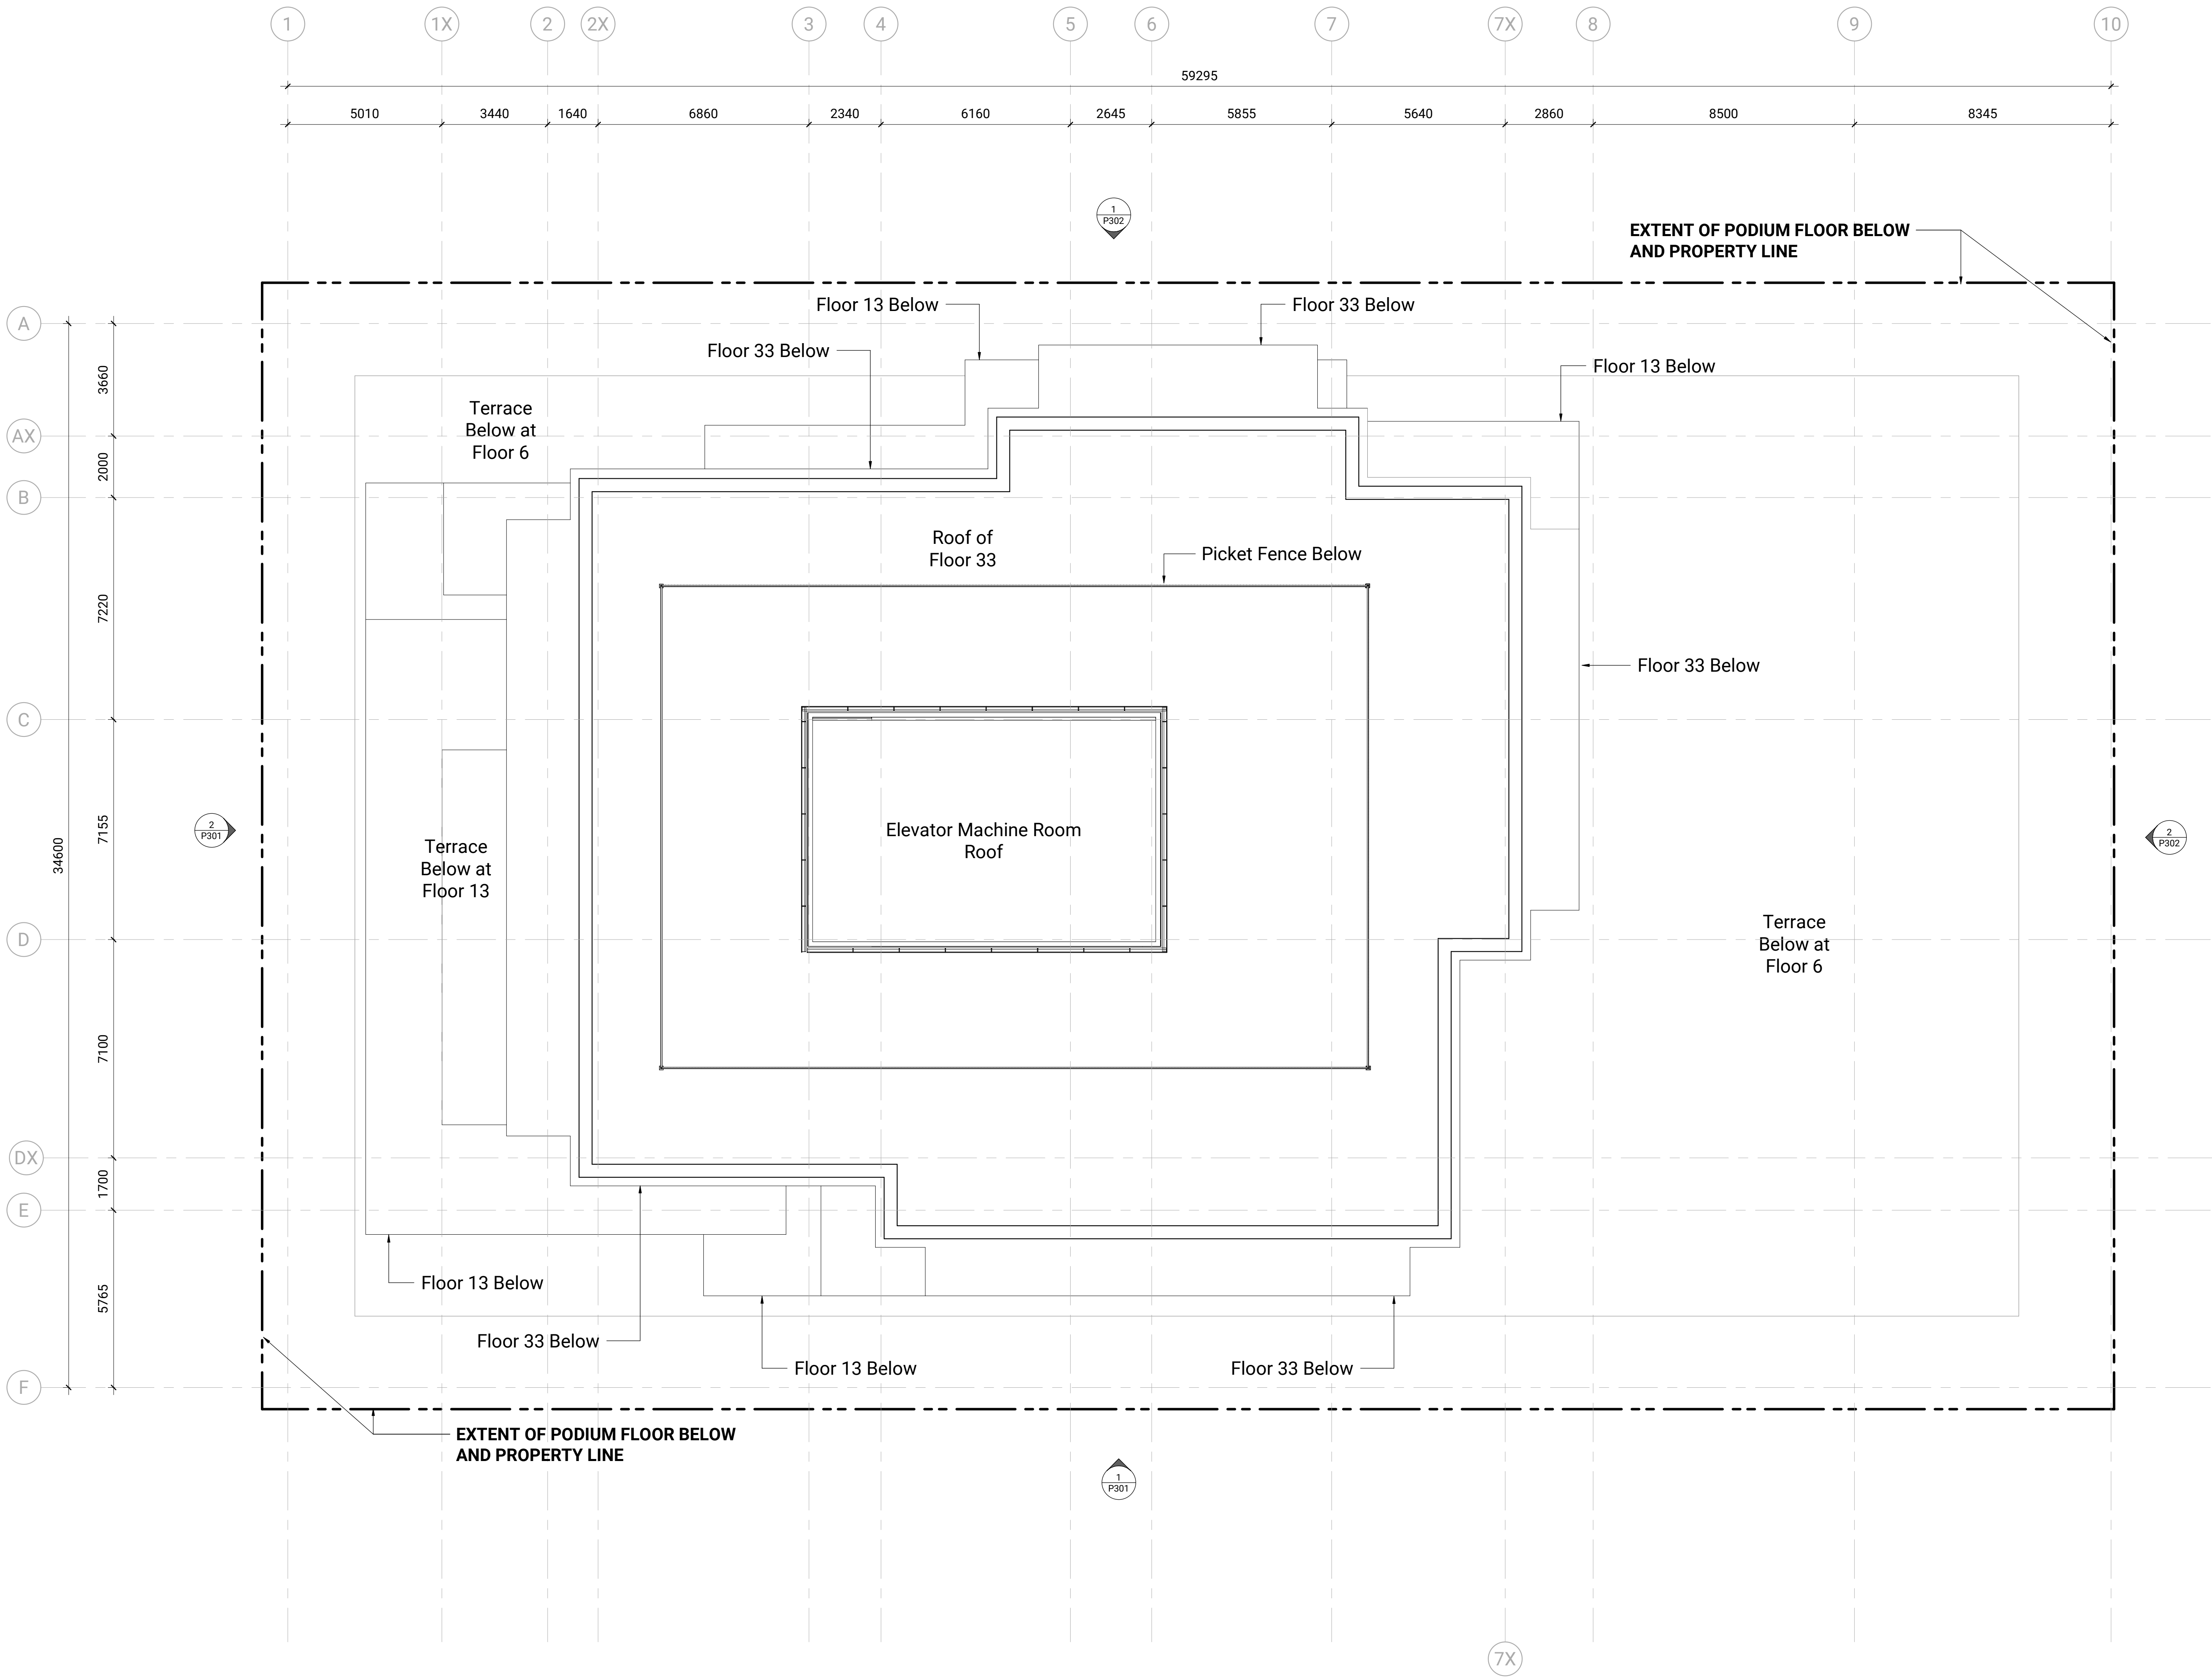 1 1X 2 2X 3 4 5 6 7 7X 8 9 10
59295
5010 3440 1640 6860 2340 6160 2645 5855 5640 2860 8500 8345
1
P302
EXTENT OF PODIUM FLOOR BELOW
AND PROPERTY LINE
Floor 13 Below
Floor 33 Below
A
Floor 33 Below
Floor 13 Below
3660
Terrace
Below at
Floor 6
AX
2000
B
Roof of
Floor 33
Picket Fence Below
7220
Floor 33 Below
C
7155
34600
2
P301
Terrace
Below at
Floor 13
Elevator Machine Room
Roof
2
P302
D
Terrace
Below at
Floor 6
7100
DX
1700
E
5765
Floor 13 Below
Floor 33 Below
Floor 13 Below
Floor 33 Below
F
EXTENT OF PODIUM FLOOR BELOW
AND PROPERTY LINE
1
P301
7X